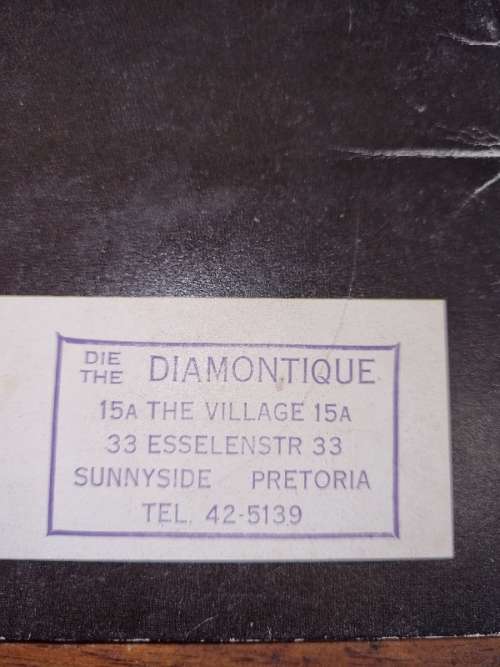 DIE THE DIAMONTIQUE
15A THE VILLAGE 15A
33 ESSELENSTR 33
SUNNYSIDE PRETORIA
TEL. 42-5139